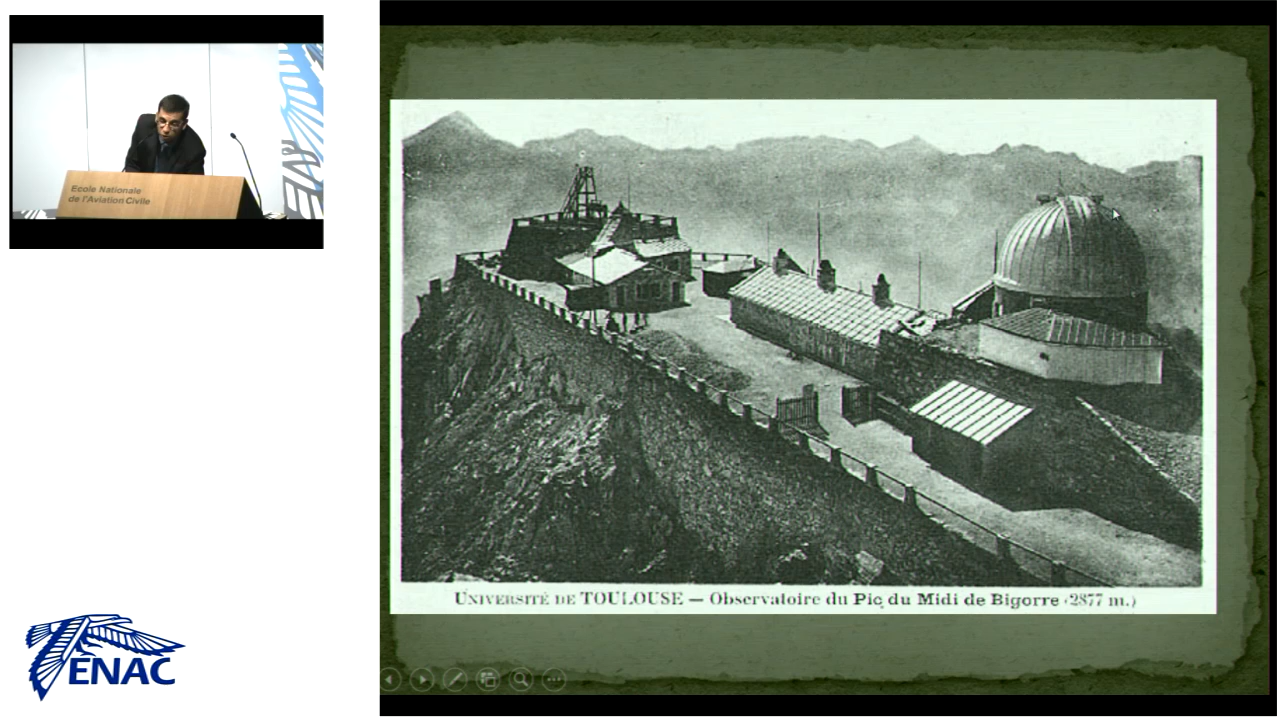 Ecole Nationale
de l'Aviation Civile
ENAC
UNIVERSITÉ DE TOULOUSE — Observatoire du Pic du Midi de Bigorre (2877 m.)